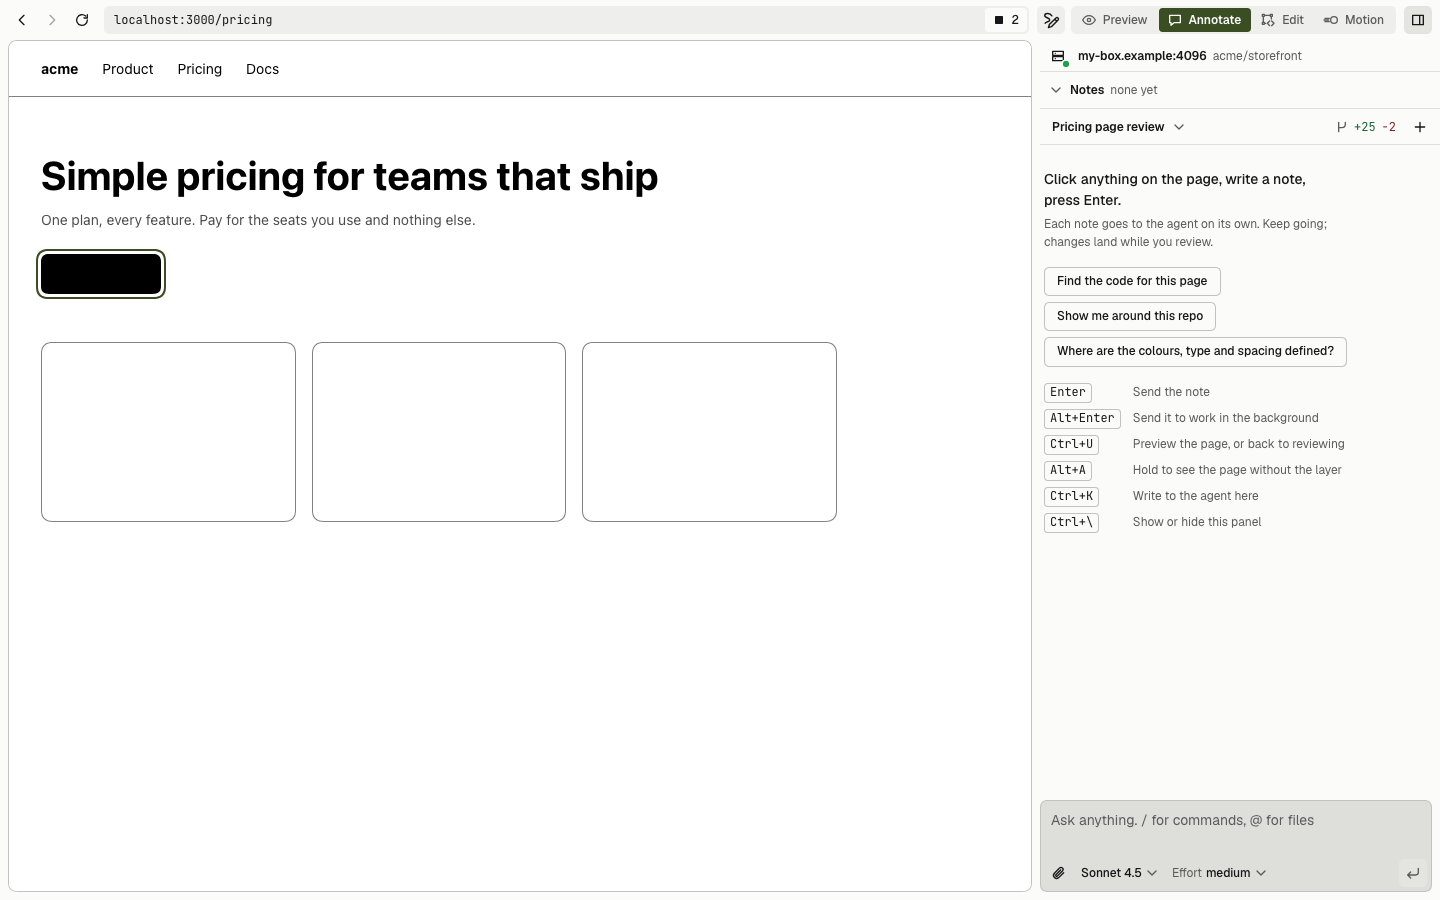 localhost:3000/pricing
2
Preview
Annotate
Edit
Motion
acme
Product
Pricing
Docs
Simple pricing for teams that ship
One plan, every feature. Pay for the seats you use and nothing else.
my-box.example:4096 acme/storefront
Notes none yet
Pricing page review
+25 -2
Click anything on the page, write a note,
press Enter.
Each note goes to the agent on its own. Keep going;
changes land while you review.
Find the code for this page
Show me around this repo
Where are the colours, type and spacing defined?
Enter Send the note
Alt+Enter Send it to work in the background
Ctrl+U Preview the page, or back to reviewing
Alt+A Hold to see the page without the layer
Ctrl+K Write to the agent here
Ctrl+\ Show or hide this panel
Ask anything. / for commands, @ for files
Sonnet 4.5
Effort medium